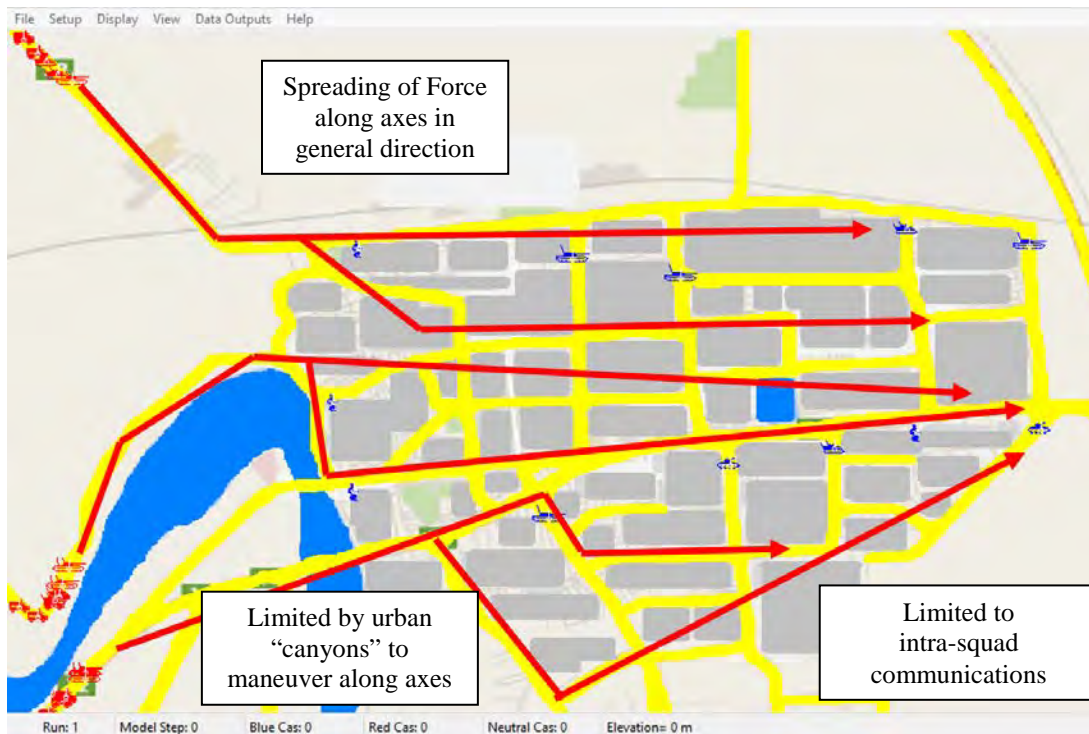 File Setup Display View Data Outputs Help
Spreading of Force
along axes in
general direction
Limited by urban
“canyons” to
maneuver along axes
Limited to
intra-squad
communications
Run: 1 Model Step: 0 Blue Cas: 0 Red Cas: 0 Neutral Cas: 0 Elevation= 0 m